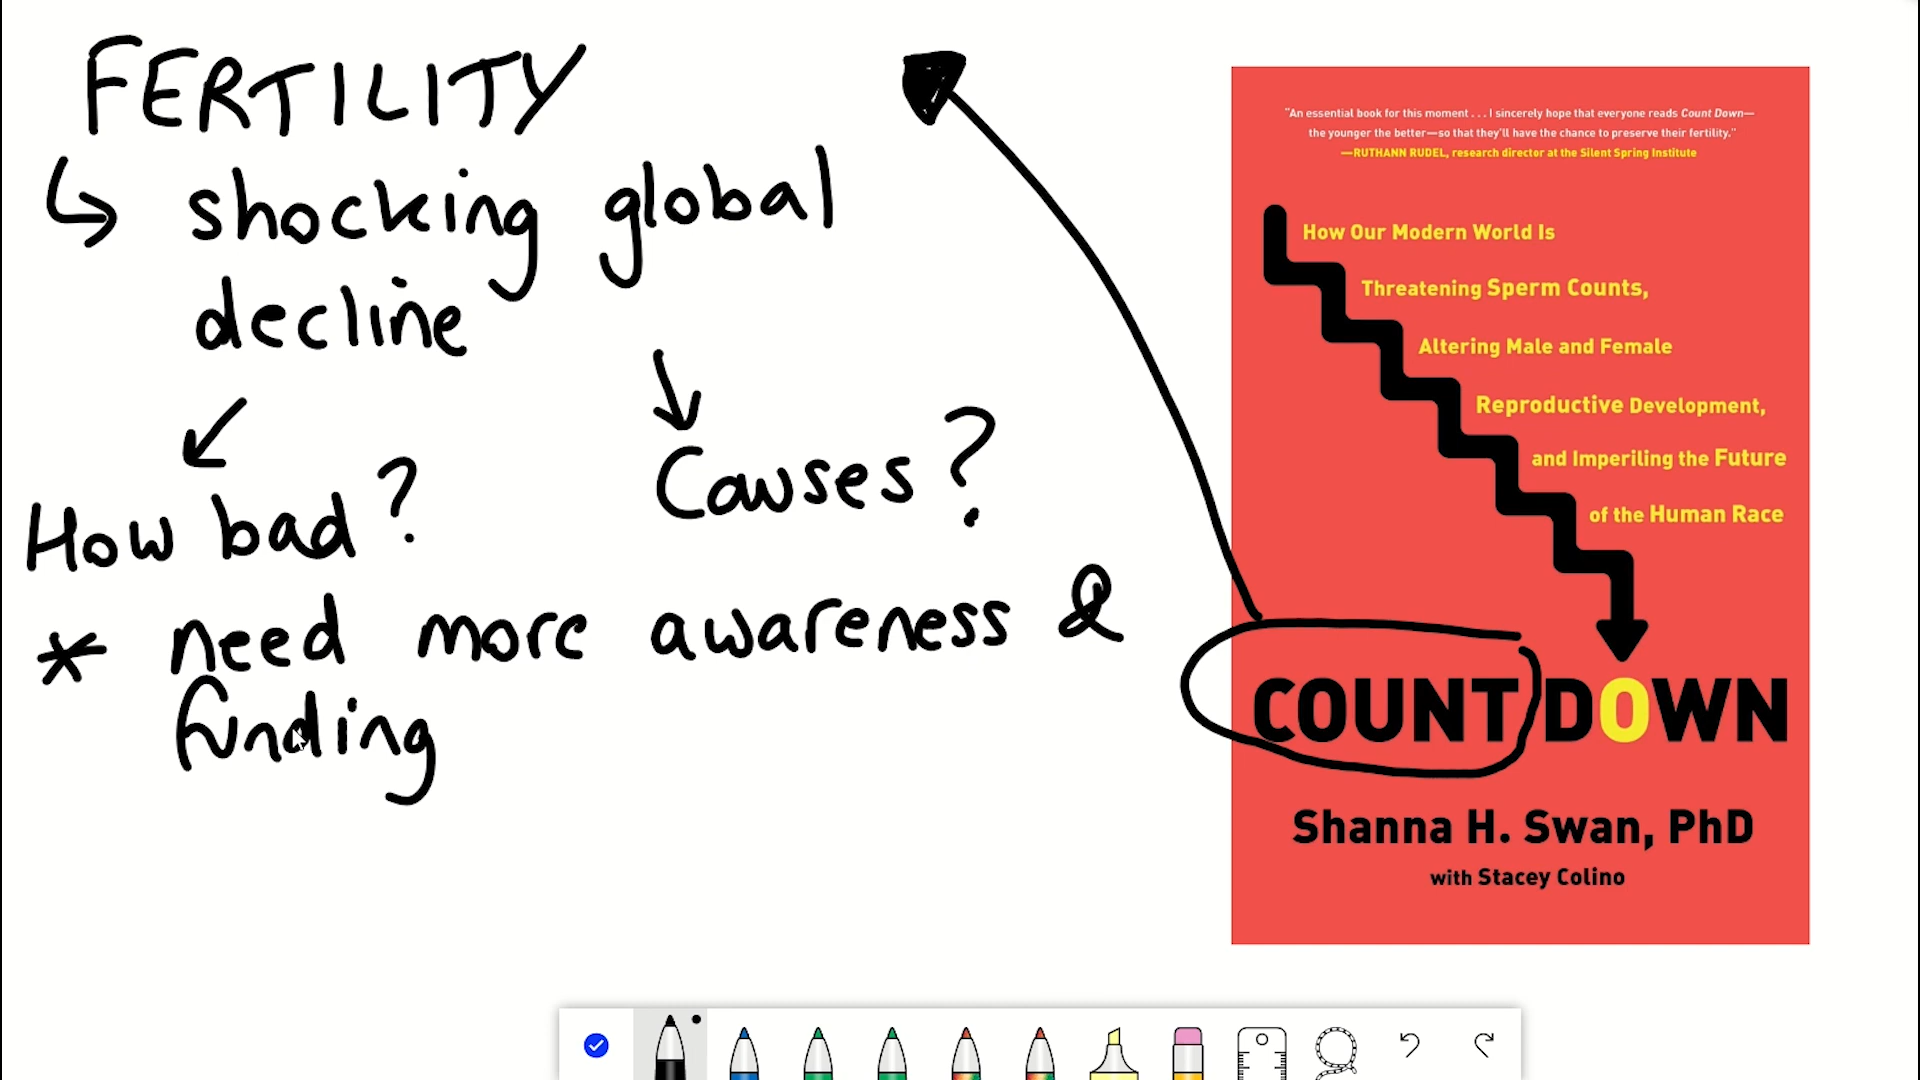 FERTILITY
↳ shocking global
decline
How bad?
Causes?
* need more awareness &
funding
"An essential book for this moment . . . I sincerely hope that everyone reads Count Down—
the younger the better—so that they'll have the chance to preserve their fertility."
—RUTHANN RUDEL, research director at the Silent Spring Institute
How Our Modern World Is
Threatening Sperm Counts,
Altering Male and Female
Reproductive Development,
and Imperiling the Future
of the Human Race
COUNT DOWN
Shanna H. Swan, PhD
with Stacey Colino